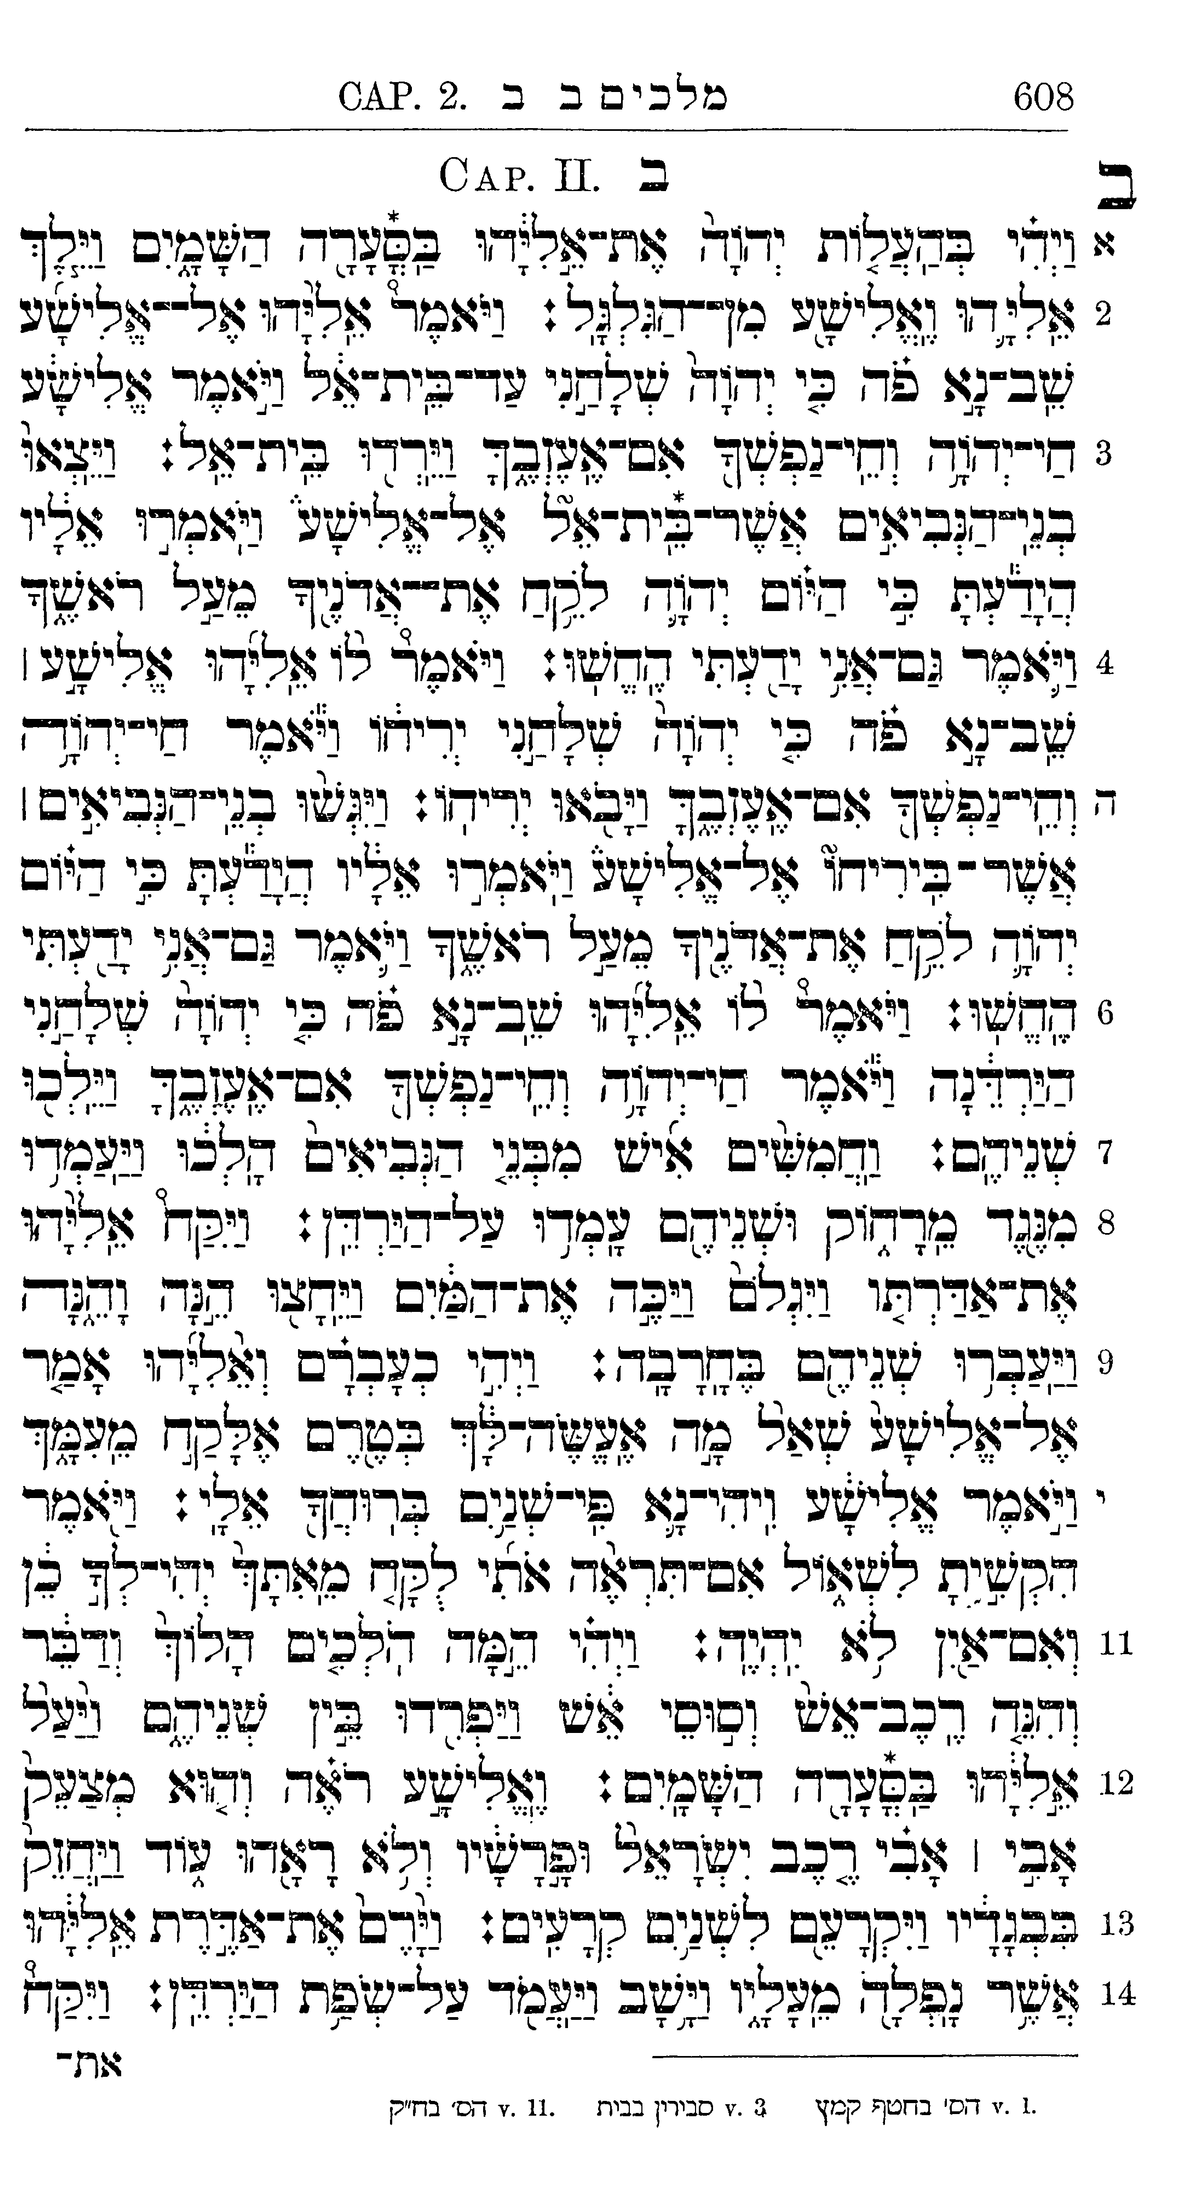 608 מלכים ב ב CAP. 2.
ב CAP. II. ב
א וַיְהִ֗י בְּהַעֲל֤וֹת יְהוָה֙ אֶת־אֵ֣לִיָּ֔הוּ בַּֽסֳּעָרָ֖ה* הַשָּׁמָ֑יִם וַיֵּ֧לֶךְ
2 אֵלִיָּ֛הוּ וֶאֱלִישָׁ֖ע מִן־הַגִּלְגָּֽל׃ וַיֹּאמֶר֩ אֵלִיָּ֨הוּ אֶל־אֱלִישָׁ֜ע
שֵֽׁב־נָ֣א פֹ֗ה כִּ֤י יְהוָה֙ שְׁלָחַ֣נִי עַד־בֵּֽית־אֵ֔ל וַיֹּ֣אמֶר אֱלִישָׁ֔ע
3 חַי־יְהוָ֥ה וְחֵֽי־נַפְשְׁךָ֖ אִם־אֶעֶזְבֶ֑ךָּ וַיֵּרְד֖וּ בֵּֽית־אֵֽל׃ וַיֵּצְא֨וּ
בְנֵֽי־הַנְּבִיאִ֥ים אֲשֶׁר־בֵּֽית־אֵל֮* אֶל־אֱלִישָׁע֒ וַיֹּאמְר֣וּ אֵלָ֔יו
הֲיָדַ֕עְתָּ כִּ֣י הַיּ֗וֹם יְהוָ֛ה לֹקֵ֥חַ אֶת־אֲדֹנֶ֖יךָ מֵעַ֣ל רֹאשֶׁ֑ךָ
4 וַיֹּ֛אמֶר גַּם־אֲנִ֥י יָדַ֖עְתִּי הֶחֱשֽׁוּ׃ וַיֹּאמֶר֩ ל֨וֹ אֵלִיָּ֜הוּ אֱלִישָׁ֣ע׀
שֵֽׁב־נָ֣א פֹ֗ה כִּ֤י יְהוָה֙ שְׁלָחַ֣נִי יְרִיח֔וֹ וַיֹּ֕אמֶר חַי־יְהוָ֥ה
ה וְחֵֽי־נַפְשְׁךָ֖ אִם־אֶעֶזְבֶ֑ךָּ וַיָּבֹ֖אוּ יְרִיחֽוֹ׃ וַיִּגְּשׁ֨וּ בְנֵֽי־הַנְּבִיאִ֥ים׀
אֲשֶׁר־בִּֽירִיחוֹ֮ אֶל־אֱלִישָׁע֒ וַיֹּאמְר֣וּ אֵלָ֔יו הֲיָדַ֕עְתָּ כִּ֣י הַיּ֗וֹם
יְהוָ֛ה לֹקֵ֥חַ אֶת־אֲדֹנֶ֖יךָ מֵעַ֣ל רֹאשֶׁ֑ךָ וַיֹּ֛אמֶר גַּם־אֲנִ֥י יָדַ֖עְתִּי
6 הֶחֱשֽׁוּ׃ וַיֹּאמֶר֩ ל֨וֹ אֵלִיָּ֜הוּ שֵֽׁב־נָ֣א פֹ֗ה כִּ֤י יְהוָה֙ שְׁלָחַ֣נִי
הַיַּרְדֵּ֔נָה וַיֹּ֕אמֶר חַי־יְהוָ֥ה וְחֵֽי־נַפְשְׁךָ֖ אִם־אֶעֶזְבֶ֑ךָּ וַיֵּלְכ֖וּ
7 שְׁנֵיהֶֽם׃ וַחֲמִשִּׁ֨ים אִ֜ישׁ מִבְּנֵ֤י הַנְּבִיאִים֙ הָֽלְכ֔וּ וַיַּעַמְד֥וּ
8 מִנֶּ֖גֶד מֵרָח֑וֹק וּשְׁנֵיהֶ֖ם עָמְד֥וּ עַל־הַיַּרְדֵּֽן׃ וַיִּקַּח֩ אֵלִיָּ֨הוּ
אֶת־אַדַּרְתּ֤וֹ וַיִּגְלֹם֙ וַיַּכֶּ֣ה אֶת־הַמַּ֔יִם וַיֵּחָצ֖וּ הֵ֣נָּה וָהֵ֑נָּה
9 וַיַּעַבְר֥וּ שְׁנֵיהֶ֖ם בֶּחָרָבָֽה׃ וַיְהִ֣י כְעָבְרָ֗ם וְאֵ֨לִיָּ֜הוּ אָמַ֤ר
אֶל־אֱלִישָׁע֙ שְׁאַל֙ מָ֣ה אֶֽעֱשֶׂה־לָּ֔ךְ בְּטֶ֖רֶם אֶלָּקַ֣ח מֵעִמָּ֑ךְ
י וַיֹּ֣אמֶר אֱלִישָׁ֔ע וִֽיהִי־נָ֛א פִּֽי־שְׁנַ֥יִם בְּרוּחֲךָ֖ אֵלָֽי׃ וַיֹּ֖אמֶר
הִקְשִׁ֣יתָ לִשְׁא֑וֹל אִם־תִּרְאֶ֨ה אֹתִ֜י לֻקָּ֤ח מֵֽאִתָּךְ֙ יְהִֽי־לְךָ֣ כֵ֔ן
11 וְאִם־אַ֖יִן לֹ֥א יִהְיֶֽה׃ וַיְהִ֗י הֵ֣מָּה הֹלְכִ֤ים הָלוֹךְ֙ וְדַבֵּ֔ר
וְהִנֵּ֤ה רֶֽכֶב־אֵשׁ֙ וְס֣וּסֵי אֵ֔שׁ וַיַּפְרִ֖דוּ בֵּ֣ין שְׁנֵיהֶ֑ם וַיַּ֨עַל֙
12 אֵ֣לִיָּ֔הוּ בַּֽסֳּעָרָ֖ה* הַשָּׁמָֽיִם׃ וֶאֱלִישָׁ֣ע רֹאֶ֗ה וְה֤וּא מְצַעֵק֙
אָבִ֣י׀ אָבִ֗י רֶ֤כֶב יִשְׂרָאֵל֙ וּפָ֣רָשָׁ֔יו וְלֹ֥א רָאָ֖הוּ ע֑וֹד וַֽיַּחֲזֵק֙
13 בִּבְגָדָ֔יו וַיִּקְרָעֵ֖ם לִשְׁנַ֥יִם קְרָעִֽים׃ וַיָּ֙רֶם֙ אֶת־אַדֶּ֣רֶת אֵלִיָּ֔הוּ
14 אֲשֶׁ֥ר נָפְלָ֖ה מֵעָלָ֑יו וַיָּ֥שָׁב וַֽיַּעֲמֹ֖ד עַל־שְׂפַ֥ת הַיַּרְדֵּֽן׃ וַיִּקַּח֩
את־
v. 1. הס' בחטף קמץ v. 3 סבירין בבית v. 11. הס' בח"ק